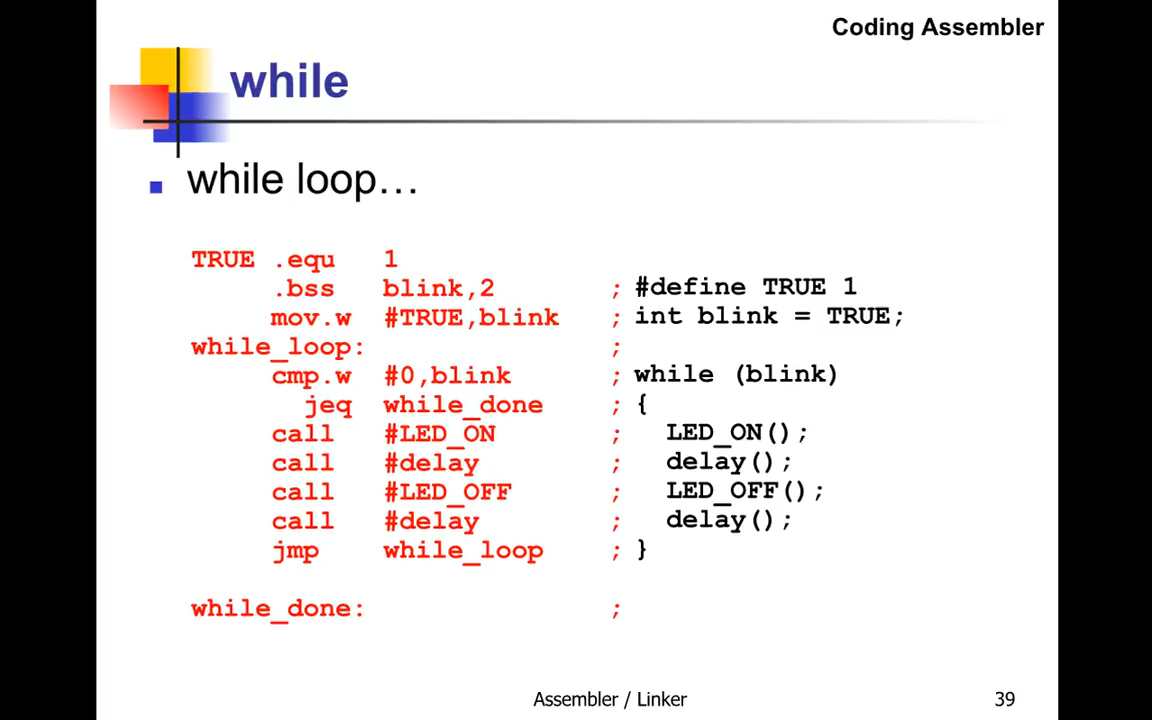 Coding Assembler
while
while loop…
TRUE .equu 1
.bss blink,2 ; #define TRUE 1
mov.w #TRUE,blink ; int blink = TRUE;
while_loop: ;
cmp.w #0,blink ; while (blink)
jeq while_done ; {
call #LED_ON ; LED_ON();
call #delay ; delay();
call #LED_OFF ; LED_OFF();
call #delay ; delay();
jmp while_loop ; }
while_done: ;
Assembler / Linker 39